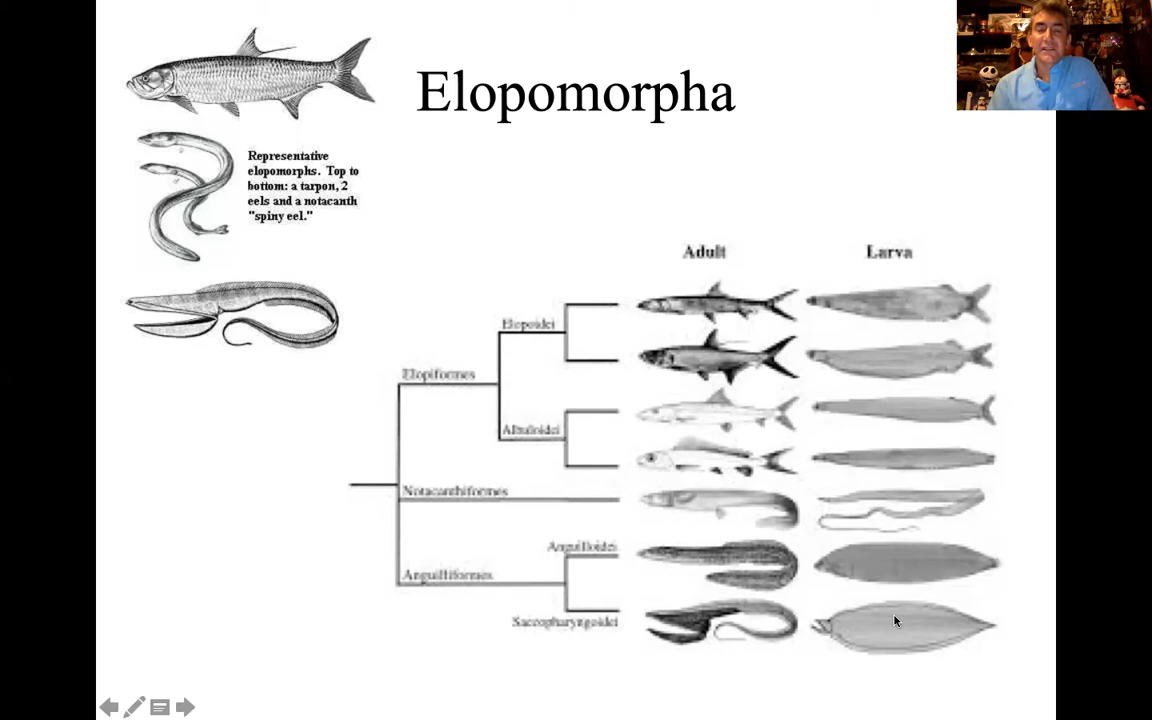 Elopomorpha
Representative
elopomorphs. Top to
bottom: a tarpon, 2
eels and a notacanth
"spiny eel."
Adult
Larva
Elopoidei
Elopiformes
Albuloidei
Notacanthiformes
Anguilloidei
Anguilliformes
Saccopharyngoidei